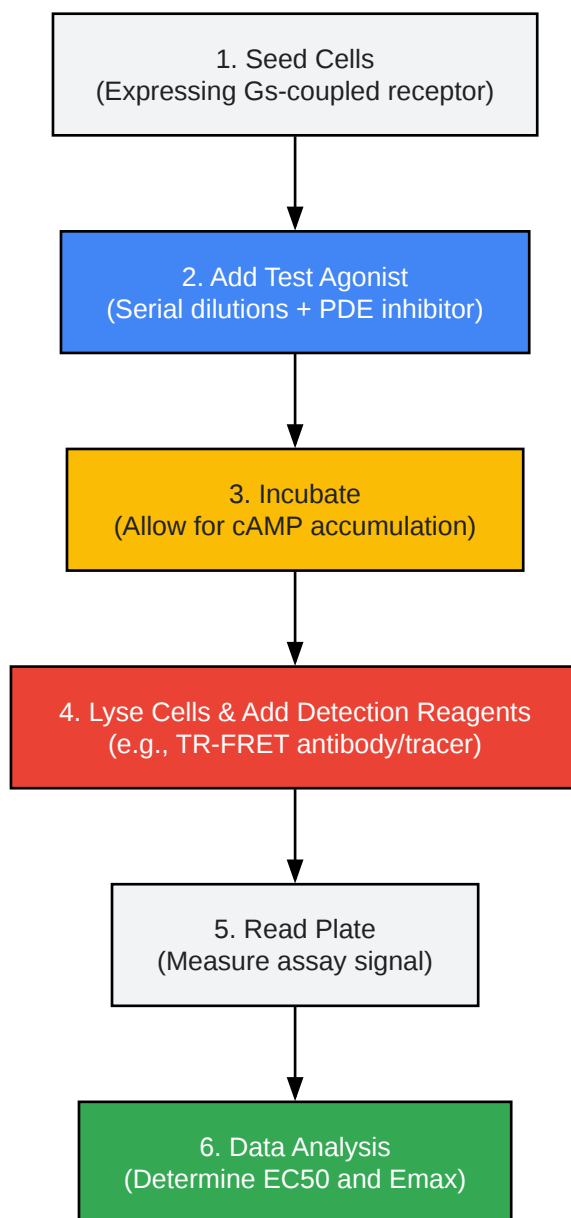 1. Seed Cells
(Expressing Gs-coupled receptor)
2. Add Test Agonist
(Serial dilutions + PDE inhibitor)
3. Incubate
(Allow for cAMP accumulation)
4. Lyse Cells & Add Detection Reagents
(e.g., TR-FRET antibody/tracer)
5. Read Plate
(Measure assay signal)
6. Data Analysis
(Determine EC50 and Emax)